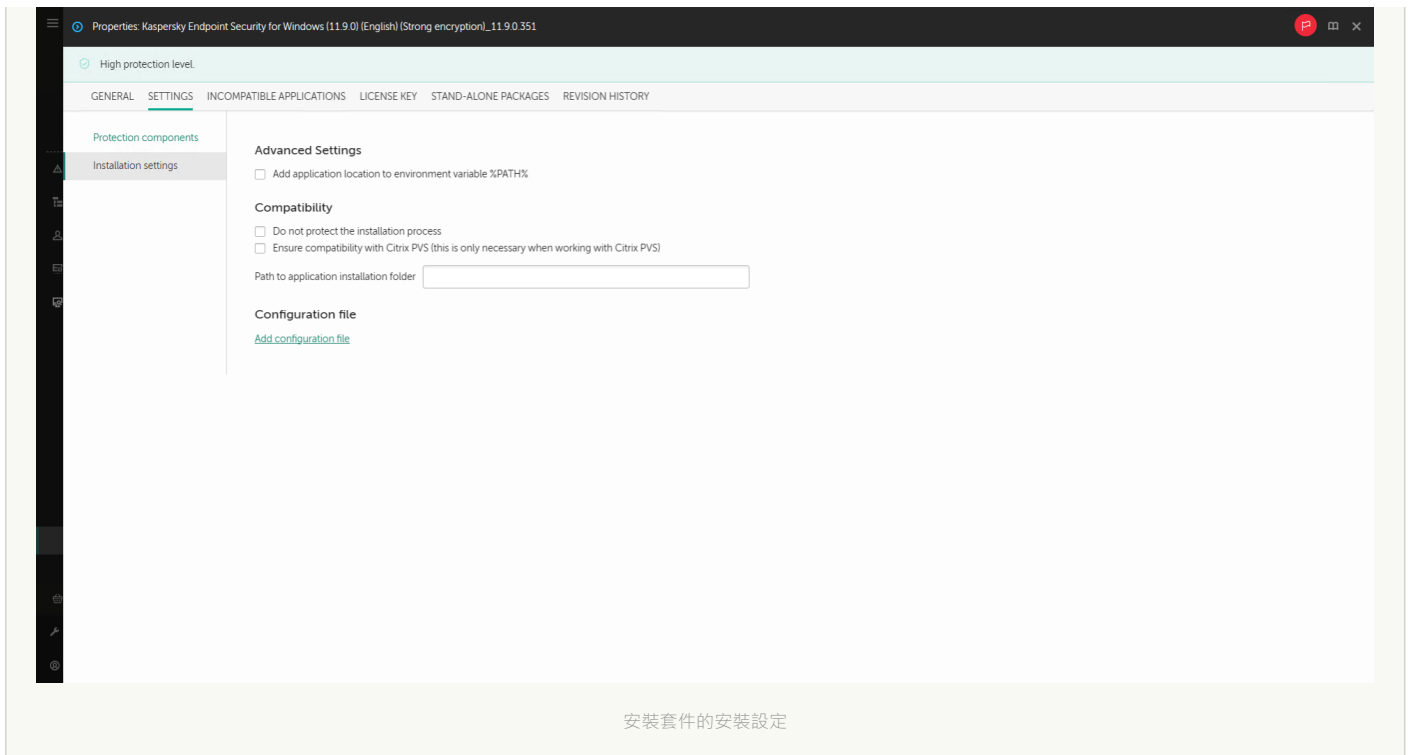 Properties: Kaspersky Endpoint Security for Windows (11.9.0) (English) (Strong encryption)_11.9.0.351
High protection level.
GENERAL SETTINGS INCOMPATIBLE APPLICATIONS LICENSE KEY STAND-ALONE PACKAGES REVISION HISTORY
Protection components
Installation settings
Advanced Settings
Add application location to environment variable %PATH%
Compatibility
Do not protect the installation process
Ensure compatibility with Citrix PVS (this is only necessary when working with Citrix PVS)
Path to application installation folder
Configuration file
Add configuration file
安裝套件的安裝設定